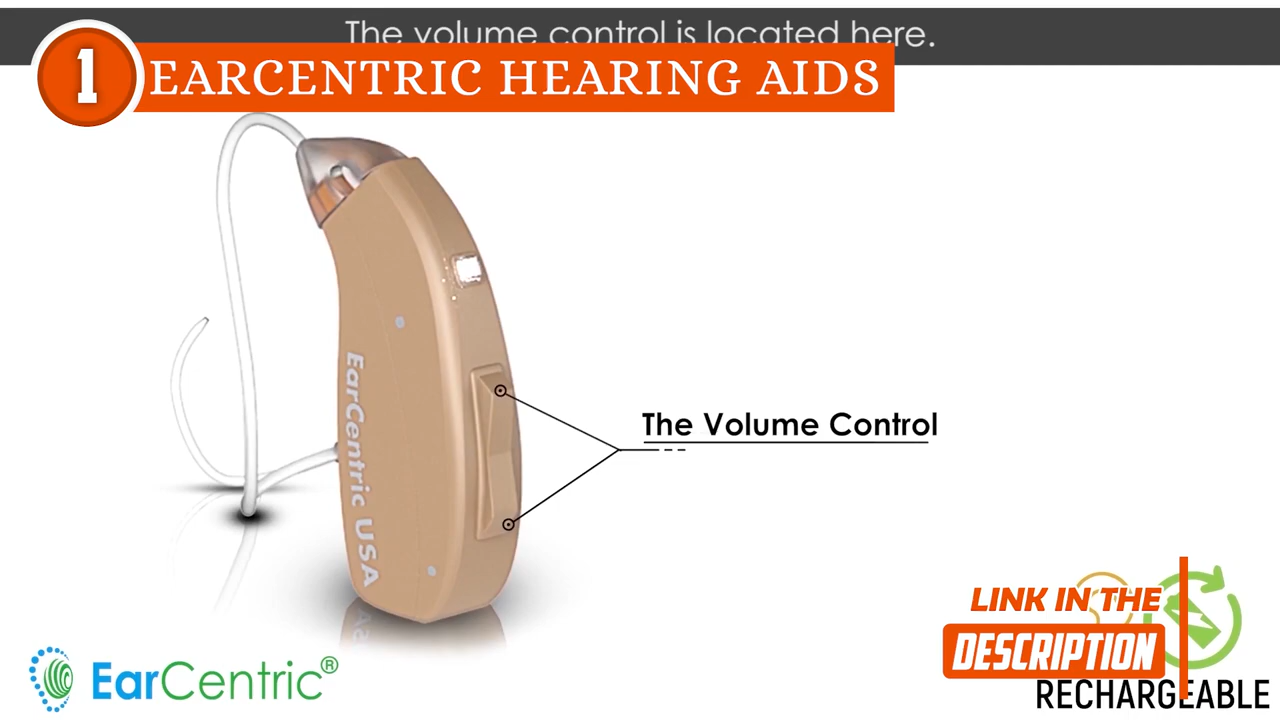 The volume control is located here.
1
EARCENTRIC HEARING AIDS
EarCentric USA
The Volume Control
EarCentric®
LINK IN THE
DESCRIPTION
RECHARGEABLE